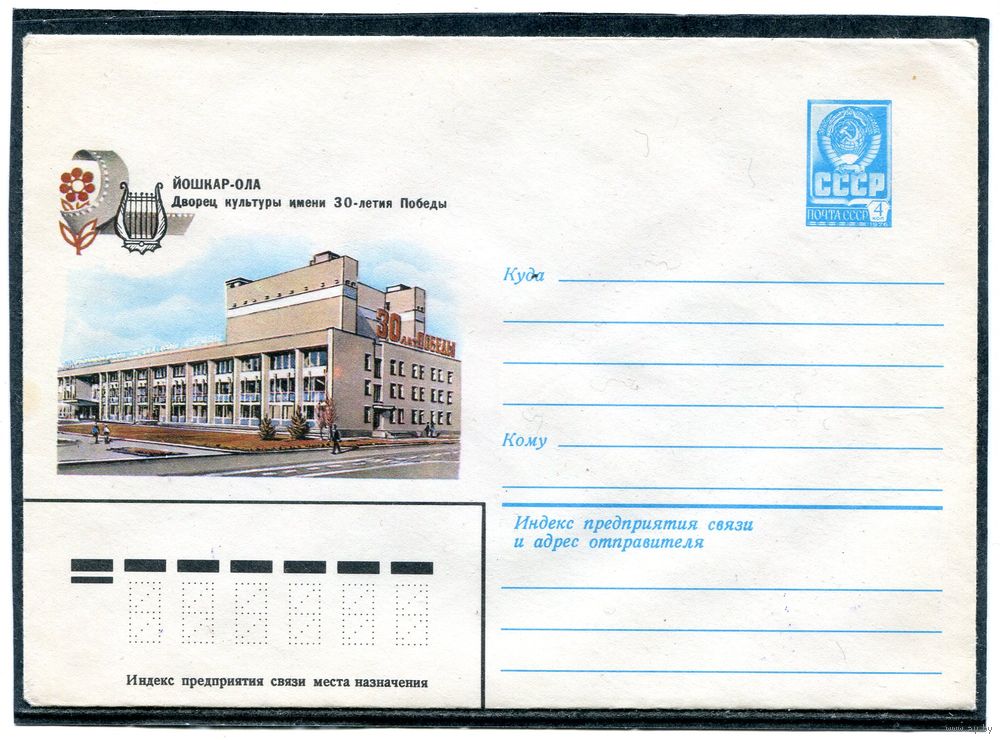 ЙОШКАР-ОЛА
Дворец культуры имени 30-летия Победы
СССР
ПОЧТА СССР 4 КОП
1976
30 ЛЕТ ПОБЕДЫ
Куда
Кому
Индекс предприятия связи
и адрес отправителя
Индекс предприятия связи места назначения